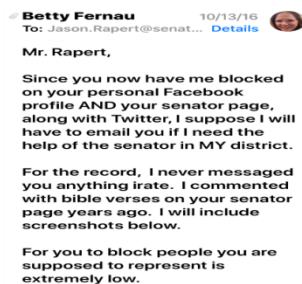 Betty Fernau 10/13/16
To: Jason.Rapert@senat... Details
Mr. Rapert,
Since you now have me blocked
on your personal Facebook
profile AND your senator page,
along with Twitter, I suppose I will
have to email you if I need the
help of the senator in MY district.
For the record, I never messaged
you anything irate. I commented
with bible verses on your senator
page years ago. I will include
screenshots below.
For you to block people you are
supposed to represent is
extremely low.